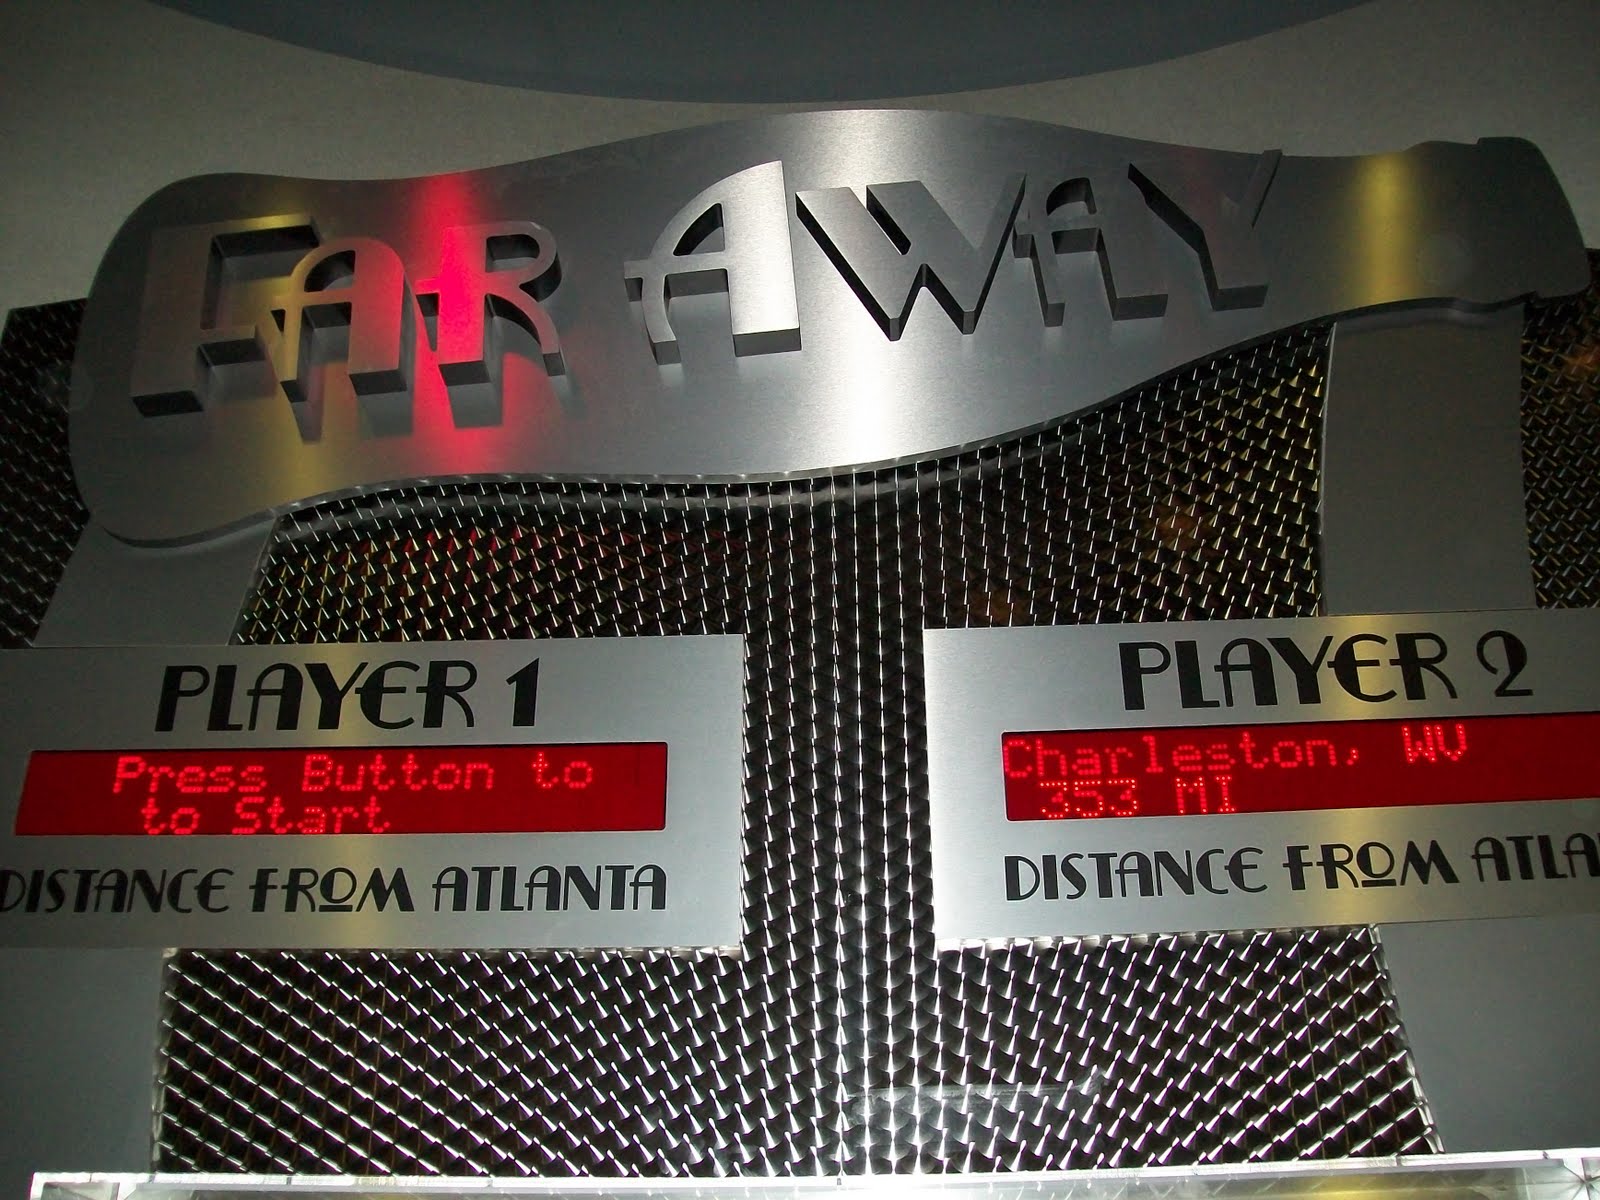 FAR AWAY
PLAYER 1
Press Button to
to Start
DISTANCE FROM ATLANTA
PLAYER 2
Charleston, WV
353 MI
DISTANCE FROM ATLA